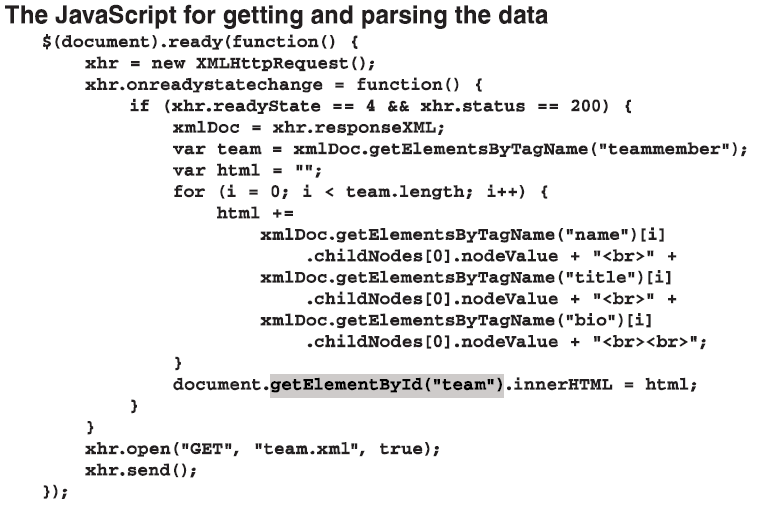 The JavaScript for getting and parsing the data
$(document).ready(function() {
xhr = new XMLHttpRequest();
xhr.onreadystatechange = function() {
if (xhr.readyState == 4 && xhr.status == 200) {
xmlDoc = xhr.responseXML;
var team = xmlDoc.getElementsByTagName("teammember");
var html = "";
for (i = 0; i < team.length; i++) {
html +=
xmlDoc.getElementsByTagName("name")[i]
.childNodes[0].nodeValue + "<br>" +
xmlDoc.getElementsByTagName("title")[i]
.childNodes[0].nodeValue + "<br>" +
xmlDoc.getElementsByTagName("bio")[i]
.childNodes[0].nodeValue + "<br><br>";
}
document.getElementById("team").innerHTML = html;
}
}
xhr.open("GET", "team.xml", true);
xhr.send();
});